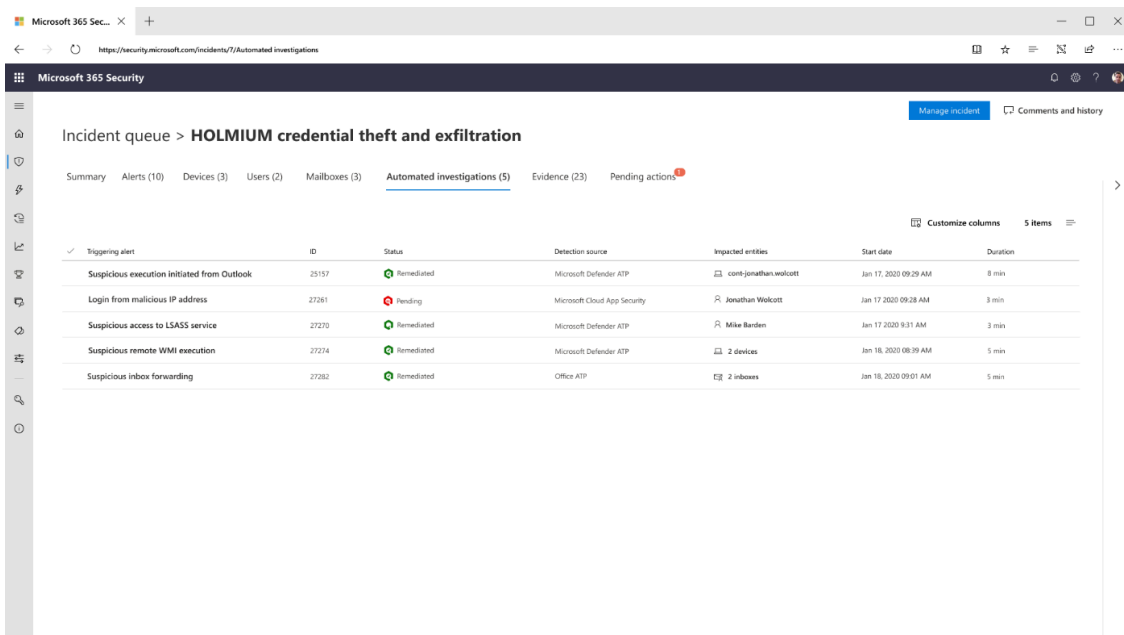 Microsoft 365 Sec...
https://security.microsoft.com/incidents/7/Automated investigations
Microsoft 365 Security
Manage incident Comments and history
Incident queue > HOLMIUM credential theft and exfiltration
Summary Alerts (10) Devices (3) Users (2) Mailboxes (3) Automated investigations (5) Evidence (23) Pending actions 1
Customize columns 5 items
Triggering alert ID Status Detection source Impacted entities Start date Duration
Suspicious execution initiated from Outlook 25157 Remediated Microsoft Defender ATP cont-jonathan.wolcott Jan 17, 2020 09:29 AM 8 min
Login from malicious IP address 27261 Pending Microsoft Cloud App Security Jonathan Wolcott Jan 17 2020 09:28 AM 3 min
Suspicious access to LSASS service 27270 Remediated Microsoft Defender ATP Mike Barden Jan 17 2020 9:31 AM 3 min
Suspicious remote WMI execution 27274 Remediated Microsoft Defender ATP 2 devices Jan 18, 2020 08:39 AM 5 min
Suspicious inbox forwarding 27282 Remediated Office ATP 2 inboxes Jan 18, 2020 09:01 AM 5 min